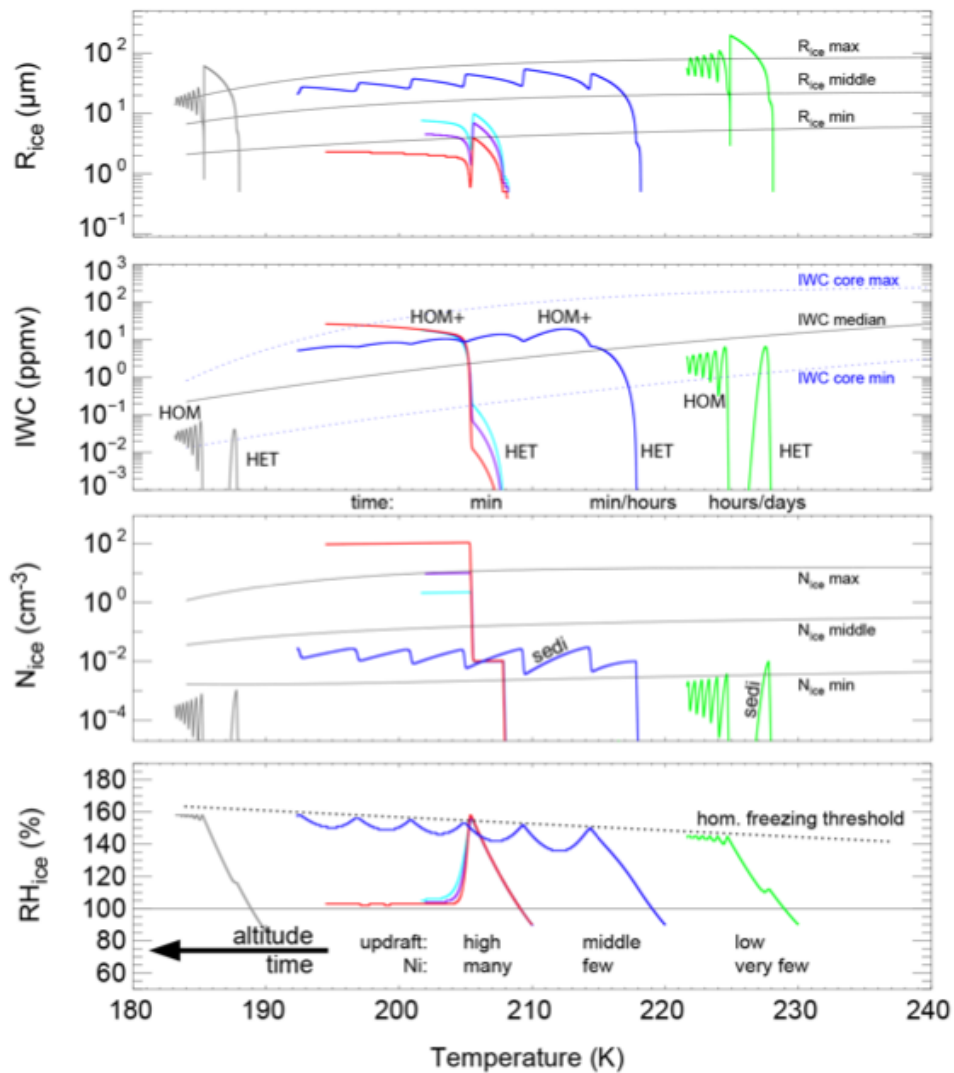 R_ice (µm)
10^2
10^1
10^0
10^-1
R_ice max
R_ice middle
R_ice min
IWC (ppmv)
10^3
10^2
10^1
10^0
10^-1
10^-2
10^-3
IWC core max
HOM+ HOM+
IWC median
IWC core min
HOM
HOM
HET
HET
HET
HET
time: min min/hours hours/days
N_ice (cm^-3)
10^2
10^0
10^-2
10^-4
N_ice max
N_ice middle
sedi
N_ice min
sedi
RH_ice (%)
180
160
140
120
100
80
60
hom. freezing threshold
altitude
time
updraft: high middle low
Ni: many few very few
180 190 200 210 220 230 240
Temperature (K)